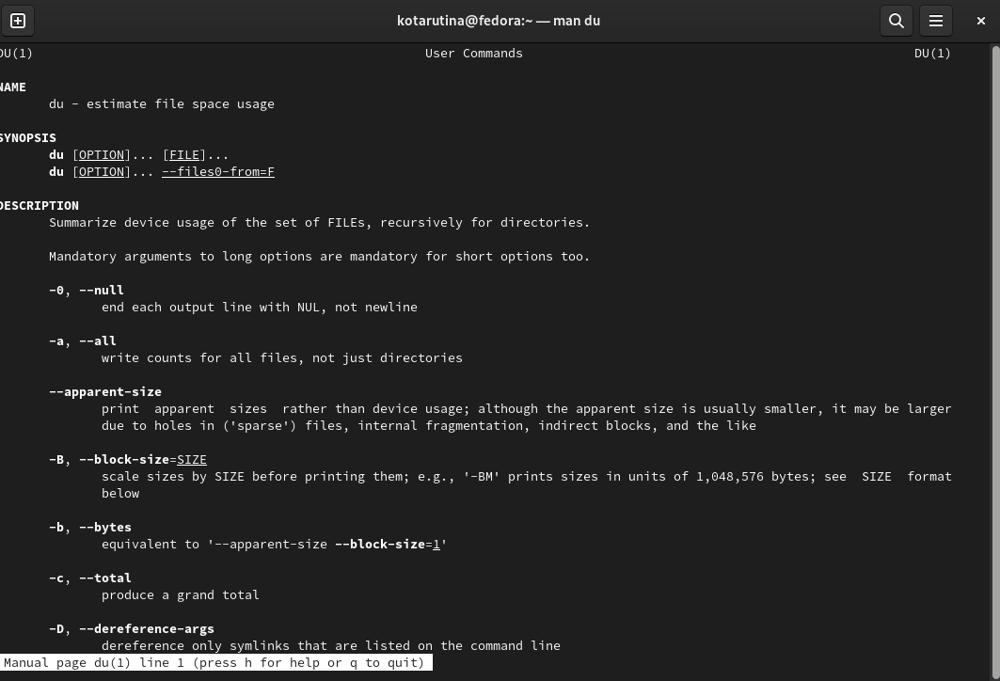 kotarutina@fedora:~ — man du
DU(1) User Commands DU(1)
NAME
du - estimate file space usage
SYNOPSIS
du [OPTION]... [FILE]...
du [OPTION]... --files0-from=F
DESCRIPTION
Summarize device usage of the set of FILEs, recursively for directories.
Mandatory arguments to long options are mandatory for short options too.
-0, --null
end each output line with NUL, not newline
-a, --all
write counts for all files, not just directories
--apparent-size
print apparent sizes rather than device usage; although the apparent size is usually smaller, it may be larger
due to holes in ('sparse') files, internal fragmentation, indirect blocks, and the like
-B, --block-size=SIZE
scale sizes by SIZE before printing them; e.g., '-BM' prints sizes in units of 1,048,576 bytes; see SIZE format
below
-b, --bytes
equivalent to '--apparent-size --block-size=1'
-c, --total
produce a grand total
-D, --dereference-args
dereference only symlinks that are listed on the command line
Manual page du(1) line 1 (press h for help or q to quit)